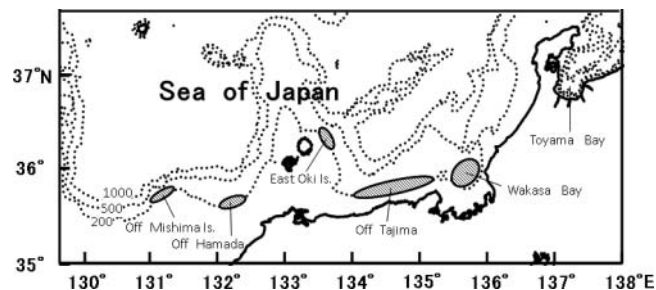 37°N
Sea of Japan
Toyama Bay
36
East Oki Is.
Wakasa Bay
1000
500
200
Off Mishima Is.
Off Hamada
Off Tajima
35°
130° 131° 132° 133° 134° 135° 136° 137° 138°E